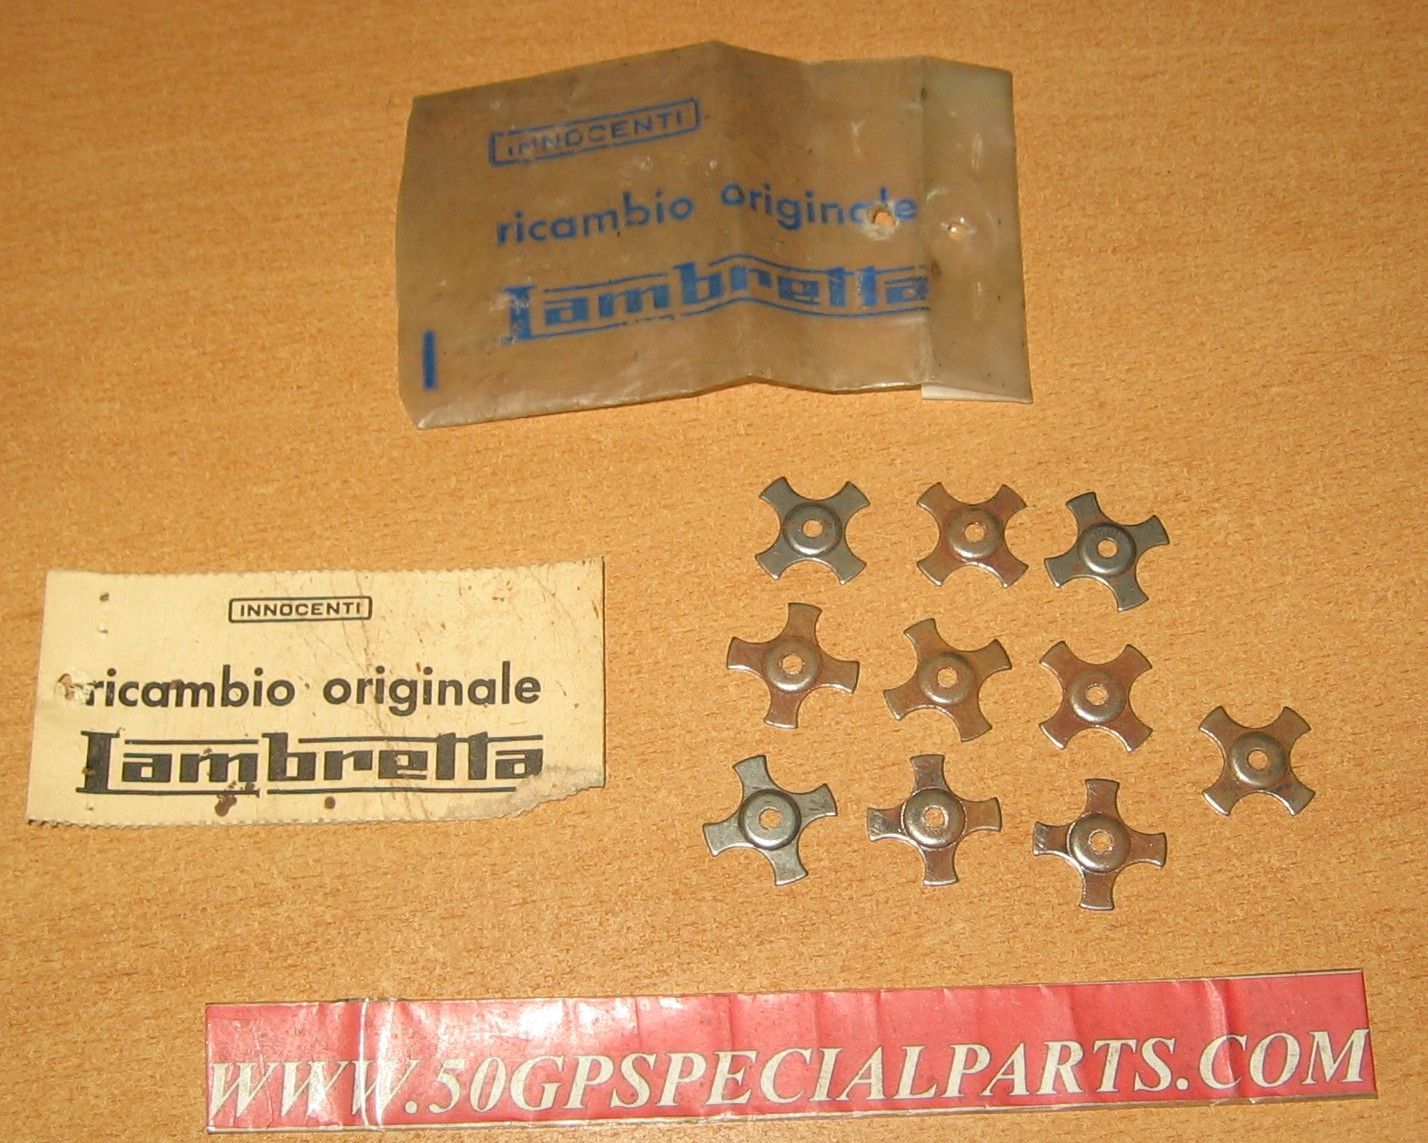 INNOCENTI
ricambio originale
Lambretta
INNOCENTI
ricambio originale
Lambretta
WWW.50GPSPECIALPARTS.COM